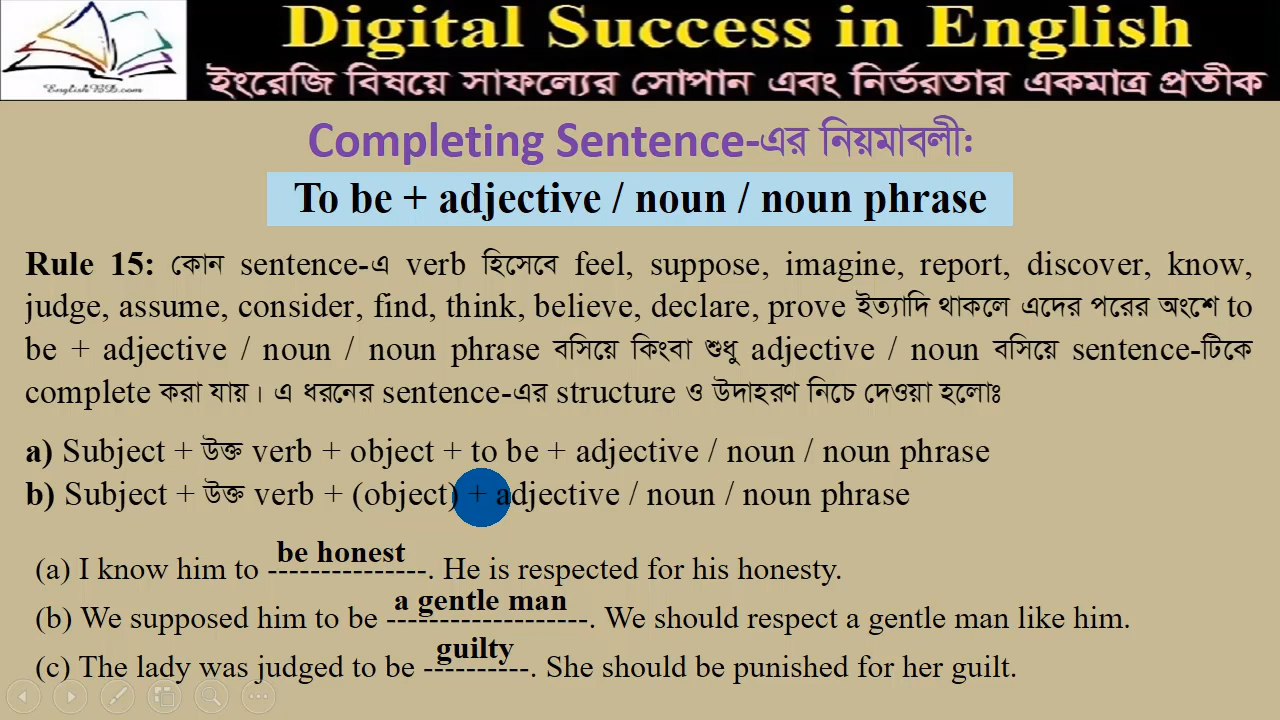 Digital Success in English
EnglishBD.com
ইংরেজি বিষয়ে সাফল্যের সোপান এবং নির্ভরতার একমাত্র প্রতীক
Completing Sentence-এর নিয়মাবলী:
To be + adjective / noun / noun phrase
Rule 15: কোন sentence-এ verb হিসেবে feel, suppose, imagine, report, discover, know,
judge, assume, consider, find, think, believe, declare, prove ইত্যাদি থাকলে এদের পরের অংশে to
be + adjective / noun / noun phrase বসিয়ে কিংবা শুধু adjective / noun বসিয়ে sentence-টিকে
complete করা যায়। এ ধরনের sentence-এর structure ও উদাহরণ নিচে দেওয়া হলোঃ
a) Subject + উক্ত verb + object + to be + adjective / noun / noun phrase
b) Subject + উক্ত verb + (object) + adjective / noun / noun phrase
be honest
(a) I know him to ---------------. He is respected for his honesty.
a gentle man
(b) We supposed him to be -------------------. We should respect a gentle man like him.
guilty
(c) The lady was judged to be ----------. She should be punished for her guilt.